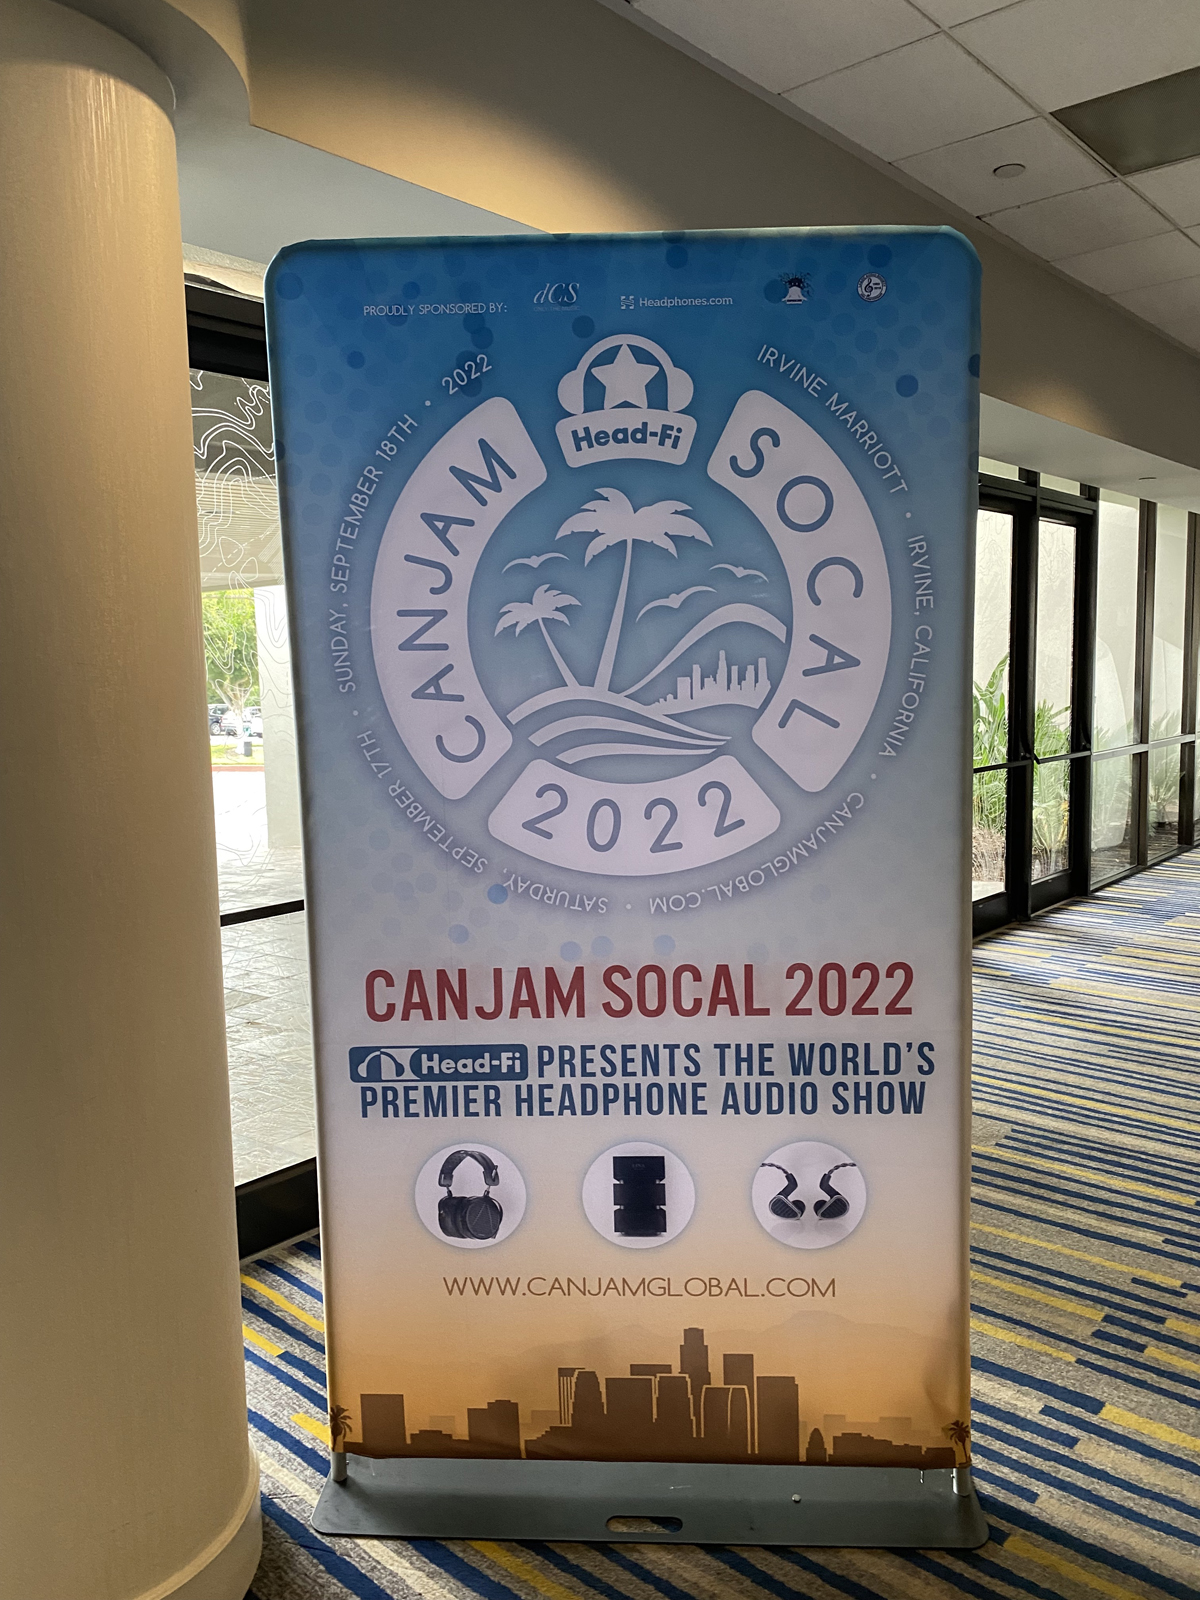 PROUDLY SPONSORED BY:
dCS
Headphones.com
Head-Fi
CANJAM
SOCAL
2022
SATURDAY, SEPTEMBER 17TH • SUNDAY, SEPTEMBER 18TH • 2022
IRVINE MARRIOTT • IRVINE, CALIFORNIA • CANJAMGLOBAL.COM •
CANJAM SOCAL 2022
Head-Fi PRESENTS THE WORLD'S
PREMIER HEADPHONE AUDIO SHOW
WWW.CANJAMGLOBAL.COM